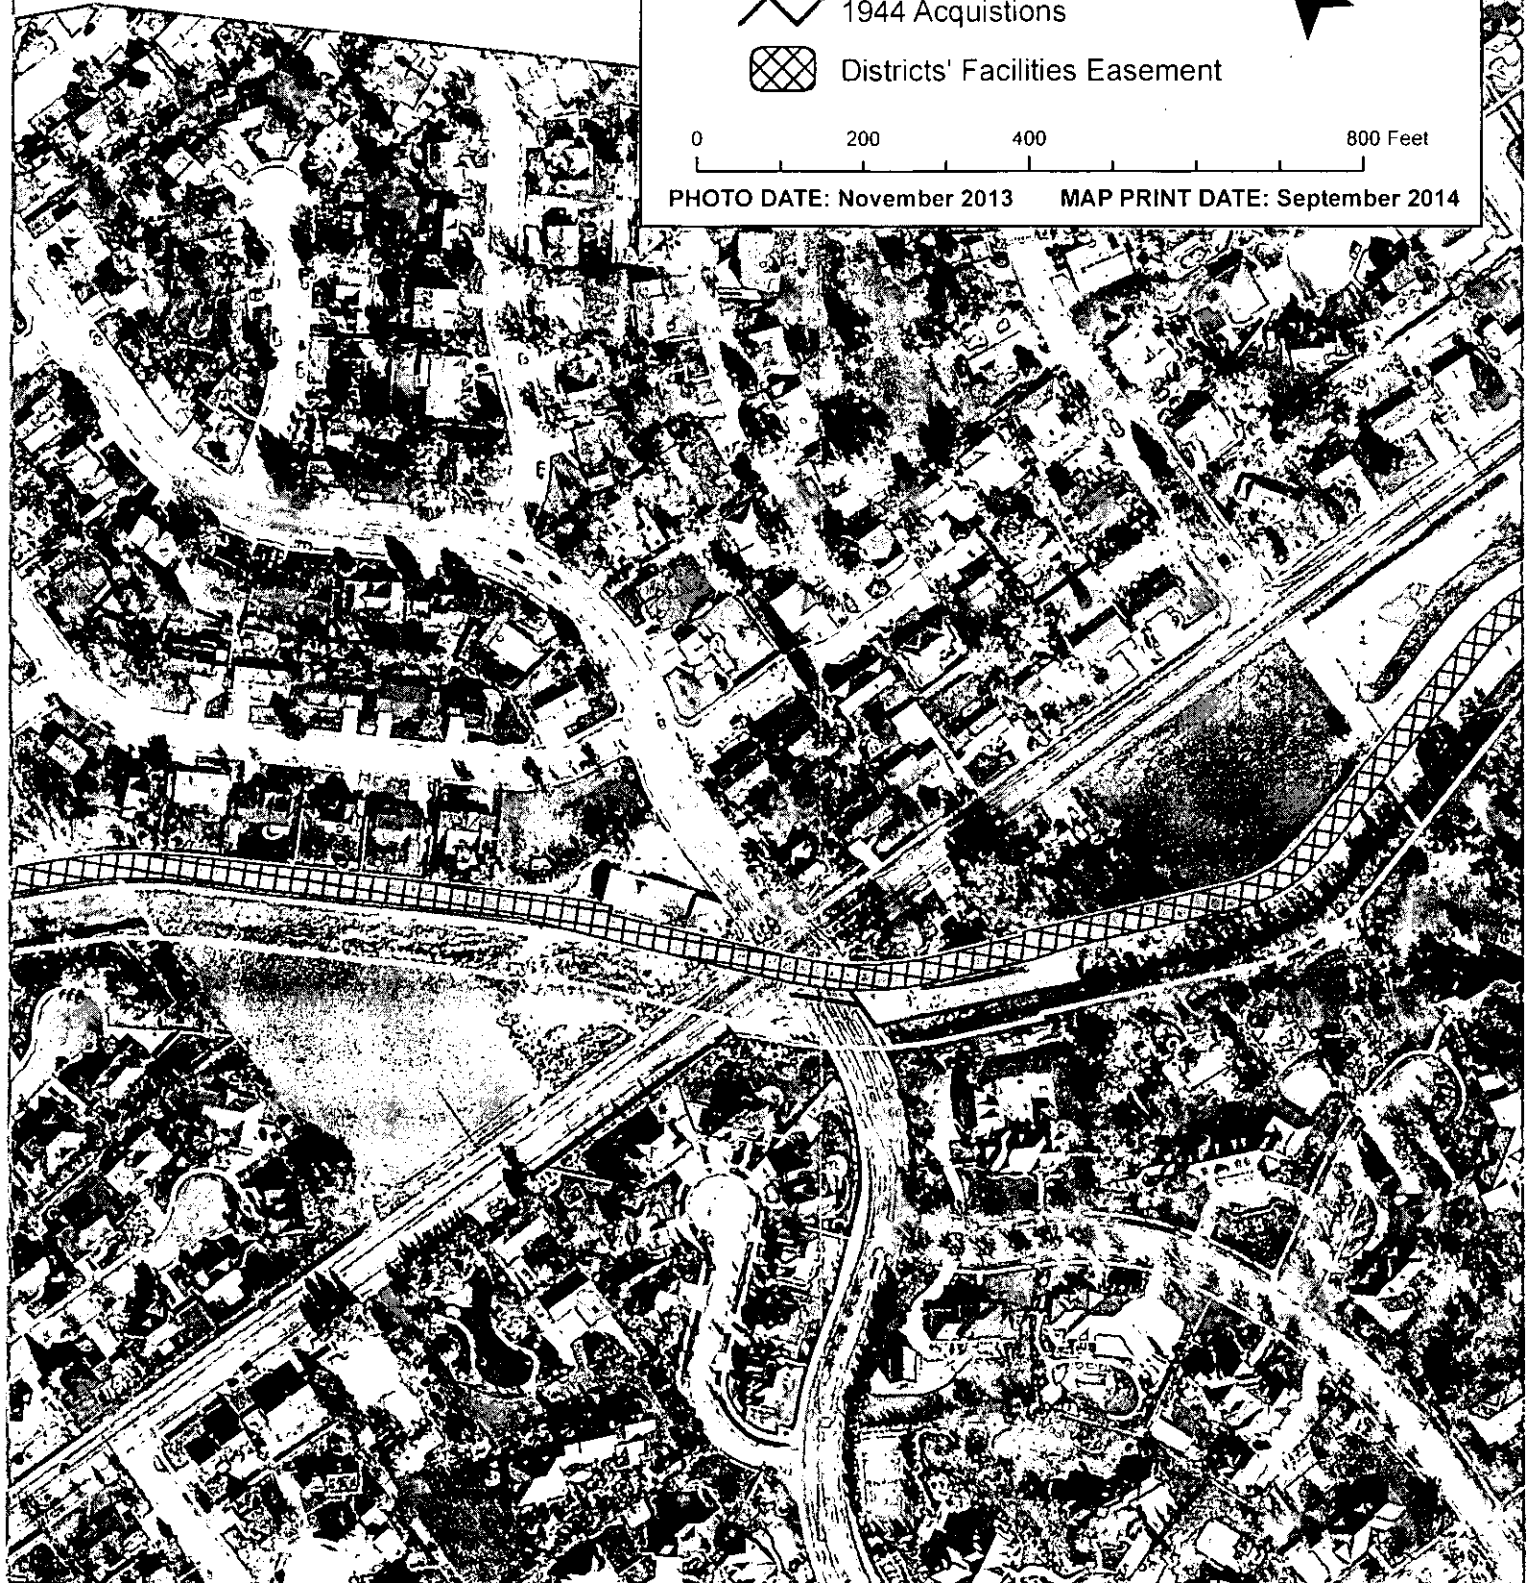 1944 Acquistions
Districts' Facilities Easement
0 200 400 800 Feet
PHOTO DATE: November 2013 MAP PRINT DATE: September 2014